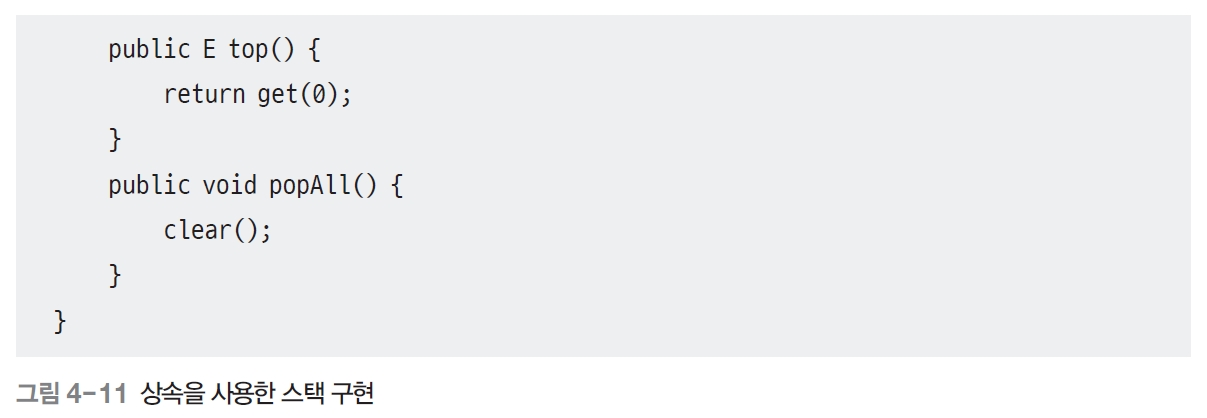 public E top() {
return get(0);
}
public void popAll() {
clear();
}
}
그림 4-11 상속을 사용한 스택 구현